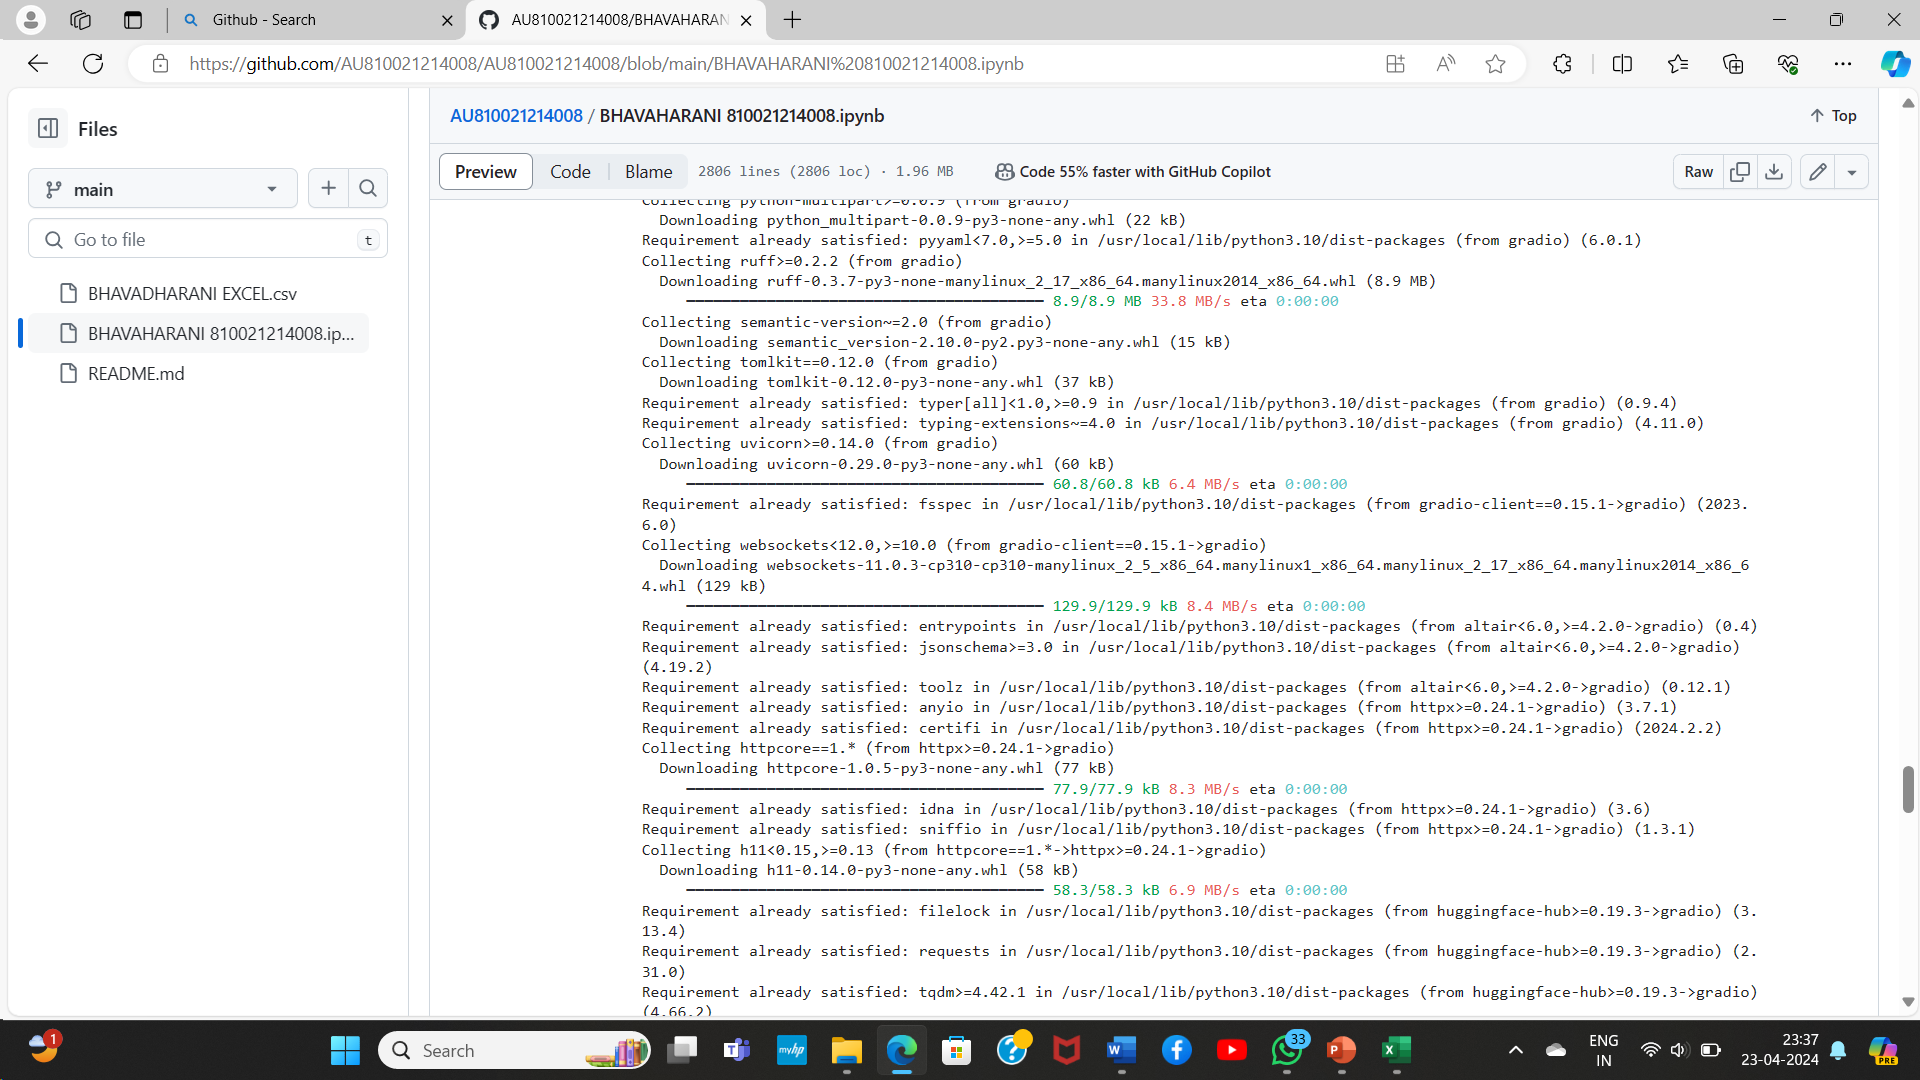 Github - Search
AU810021214008/BHAVAHARAN
https://github.com/AU810021214008/AU810021214008/blob/main/BHAVAHARANI%20810021214008.ipynb
Files
main
Go to file
t
BHAVADHARANI EXCEL.csv
BHAVAHARANI 810021214008.ip...
README.md
AU810021214008 / BHAVAHARANI 810021214008.ipynb
Top
Preview
Code
Blame
2806 lines (2806 loc) · 1.96 MB
Code 55% faster with GitHub Copilot
Raw
Collecting python-multipart>=0.0.9 (from gradio)
Downloading python_multipart-0.0.9-py3-none-any.whl (22 kB)
Requirement already satisfied: pyyaml<7.0,>=5.0 in /usr/local/lib/python3.10/dist-packages (from gradio) (6.0.1)
Collecting ruff>=0.2.2 (from gradio)
Downloading ruff-0.3.7-py3-none-manylinux_2_17_x86_64.manylinux2014_x86_64.whl (8.9 MB)
8.9/8.9 MB 33.8 MB/s eta 0:00:00
Collecting semantic-version~=2.0 (from gradio)
Downloading semantic_version-2.10.0-py2.py3-none-any.whl (15 kB)
Collecting tomlkit==0.12.0 (from gradio)
Downloading tomlkit-0.12.0-py3-none-any.whl (37 kB)
Requirement already satisfied: typer[all]<1.0,>=0.9 in /usr/local/lib/python3.10/dist-packages (from gradio) (0.9.4)
Requirement already satisfied: typing-extensions~=4.0 in /usr/local/lib/python3.10/dist-packages (from gradio) (4.11.0)
Collecting uvicorn>=0.14.0 (from gradio)
Downloading uvicorn-0.29.0-py3-none-any.whl (60 kB)
60.8/60.8 kB 6.4 MB/s eta 0:00:00
Requirement already satisfied: fsspec in /usr/local/lib/python3.10/dist-packages (from gradio-client==0.15.1->gradio) (2023.
6.0)
Collecting websockets<12.0,>=10.0 (from gradio-client==0.15.1->gradio)
Downloading websockets-11.0.3-cp310-cp310-manylinux_2_5_x86_64.manylinux1_x86_64.manylinux_2_17_x86_64.manylinux2014_x86_6
4.whl (129 kB)
129.9/129.9 kB 8.4 MB/s eta 0:00:00
Requirement already satisfied: entrypoints in /usr/local/lib/python3.10/dist-packages (from altair<6.0,>=4.2.0->gradio) (0.4)
Requirement already satisfied: jsonschema>=3.0 in /usr/local/lib/python3.10/dist-packages (from altair<6.0,>=4.2.0->gradio)
(4.19.2)
Requirement already satisfied: toolz in /usr/local/lib/python3.10/dist-packages (from altair<6.0,>=4.2.0->gradio) (0.12.1)
Requirement already satisfied: anyio in /usr/local/lib/python3.10/dist-packages (from httpx>=0.24.1->gradio) (3.7.1)
Requirement already satisfied: certifi in /usr/local/lib/python3.10/dist-packages (from httpx>=0.24.1->gradio) (2024.2.2)
Collecting httpcore==1.* (from httpx>=0.24.1->gradio)
Downloading httpcore-1.0.5-py3-none-any.whl (77 kB)
77.9/77.9 kB 8.3 MB/s eta 0:00:00
Requirement already satisfied: idna in /usr/local/lib/python3.10/dist-packages (from httpx>=0.24.1->gradio) (3.6)
Requirement already satisfied: sniffio in /usr/local/lib/python3.10/dist-packages (from httpx>=0.24.1->gradio) (1.3.1)
Collecting h11<0.15,>=0.13 (from httpcore==1.*->httpx>=0.24.1->gradio)
Downloading h11-0.14.0-py3-none-any.whl (58 kB)
58.3/58.3 kB 6.9 MB/s eta 0:00:00
Requirement already satisfied: filelock in /usr/local/lib/python3.10/dist-packages (from huggingface-hub>=0.19.3->gradio) (3.
13.4)
Requirement already satisfied: requests in /usr/local/lib/python3.10/dist-packages (from huggingface-hub>=0.19.3->gradio) (2.
31.0)
Requirement already satisfied: tqdm>=4.42.1 in /usr/local/lib/python3.10/dist-packages (from huggingface-hub>=0.19.3->gradio)
(4.66.2)
1
Search
myhp
33
ENG
IN
23:37
23-04-2024
PRE